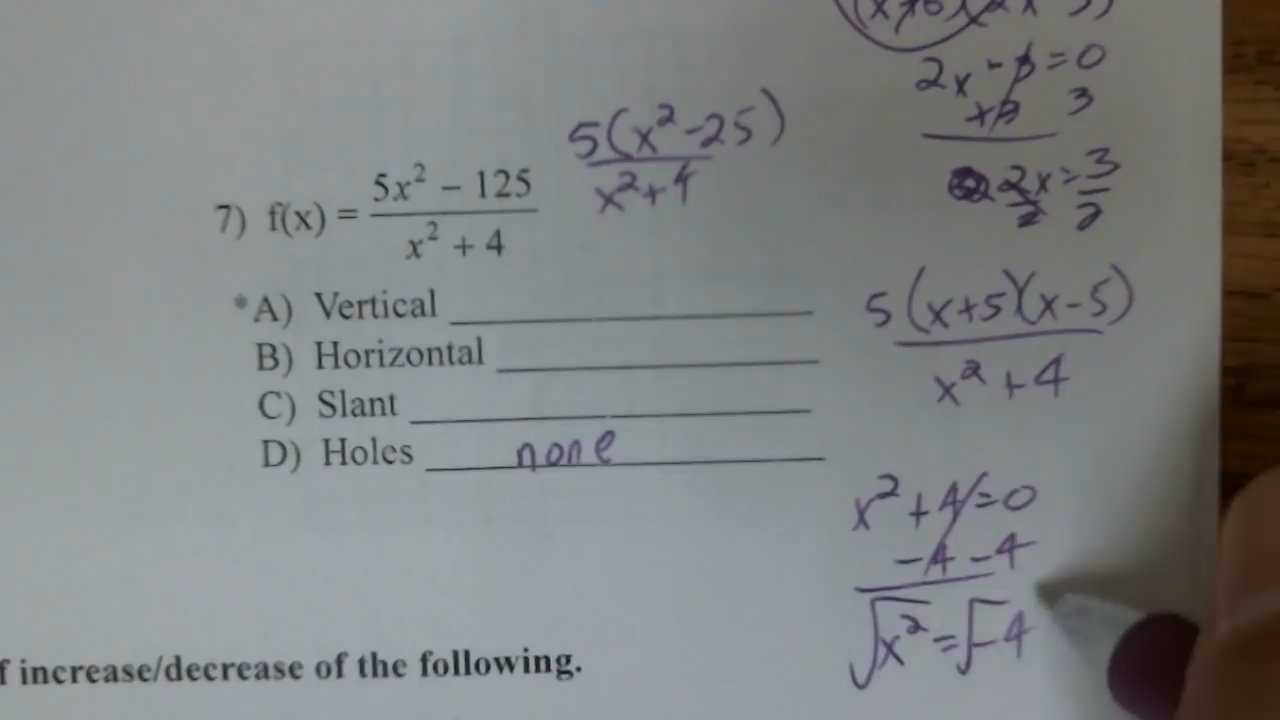 2x - 3 = 0
+3 3
2x = 3
2 2
5(x² - 25)
x² + 4
7) f(x) = 5x² - 125
x² + 4
*A) Vertical
B) Horizontal
C) Slant
D) Holes none
5(x+5)(x-5)
x² + 4
x² + 4 = 0
-4 -4
√x² = √-4
f increase/decrease of the following.